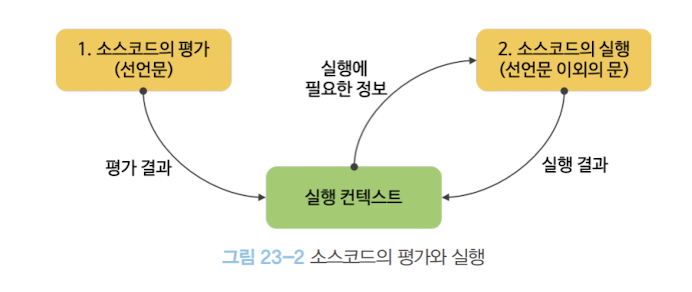 1. 소스코드의 평가
(선언문)
실행에
필요한 정보
2. 소스코드의 실행
(선언문 이외의 문)
평가 결과
실행 결과
실행 컨텍스트
그림 23-2 소스코드의 평가와 실행